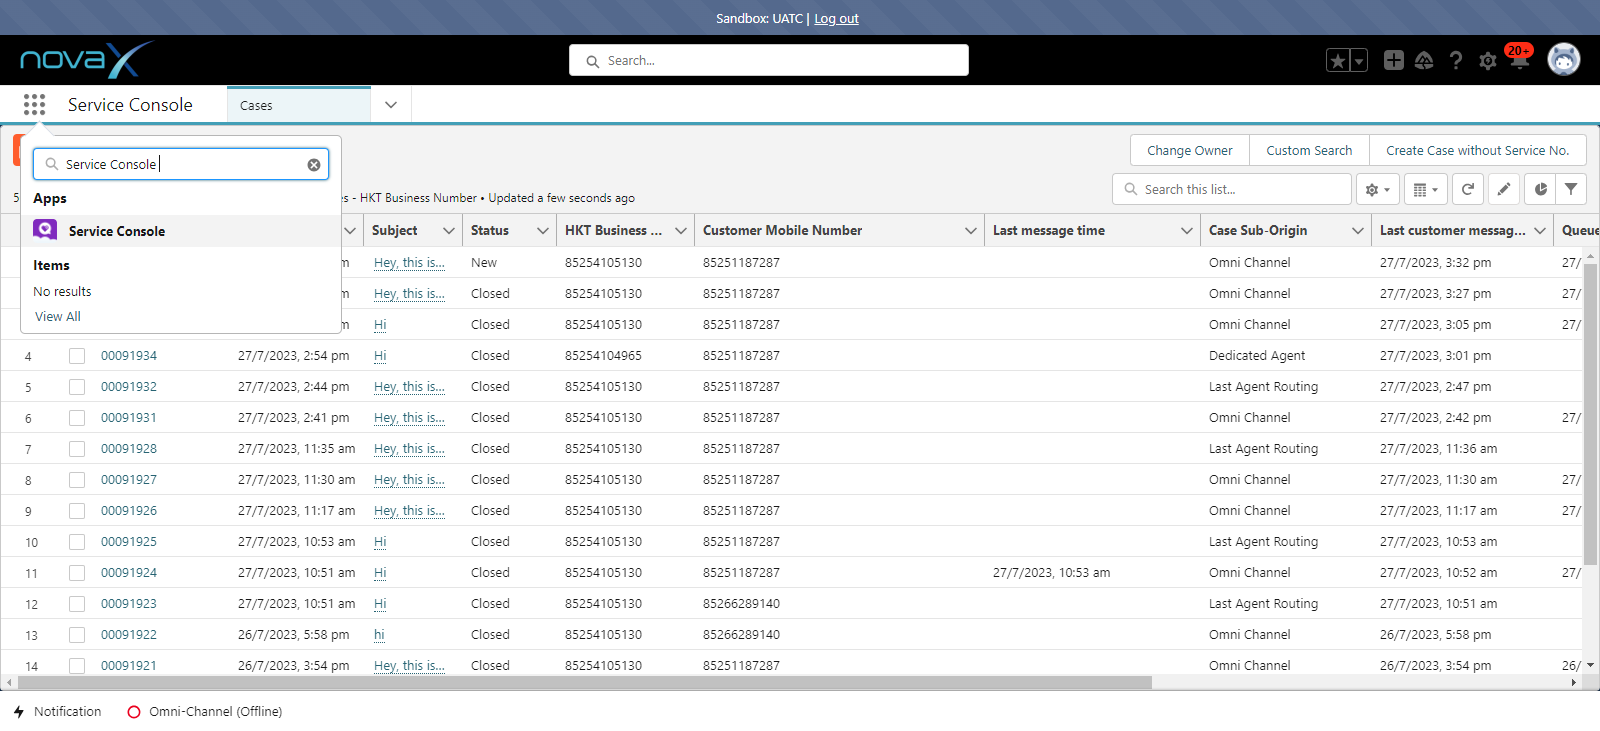 Sandbox: UATC | Log out
novaX
Search...
20+
Service Console
Cases
Service Console
Apps
Service Console
Items
No results
View All
Change Owner
Custom Search
Create Case without Service No.
5
- HKT Business Number • Updated a few seconds ago
Search this list...
Subject Status HKT Business ... Customer Mobile Number Last message time Case Sub-Origin Last customer messag... Queue
m Hey, this is... New 85254105130 85251187287 Omni Channel 27/7/2023, 3:32 pm 27/
m Hey, this is... Closed 85254105130 85251187287 Omni Channel 27/7/2023, 3:27 pm 27/
m Hi Closed 85254105130 85251187287 Omni Channel 27/7/2023, 3:05 pm 27/
4 00091934 27/7/2023, 2:54 pm Hi Closed 85254104965 85251187287 Dedicated Agent 27/7/2023, 3:01 pm
5 00091932 27/7/2023, 2:44 pm Hey, this is... Closed 85254105130 85251187287 Last Agent Routing 27/7/2023, 2:47 pm
6 00091931 27/7/2023, 2:41 pm Hey, this is... Closed 85254105130 85251187287 Omni Channel 27/7/2023, 2:42 pm 27/
7 00091928 27/7/2023, 11:35 am Hey, this is... Closed 85254105130 85251187287 Last Agent Routing 27/7/2023, 11:36 am
8 00091927 27/7/2023, 11:30 am Hey, this is... Closed 85254105130 85251187287 Omni Channel 27/7/2023, 11:30 am 27/
9 00091926 27/7/2023, 11:17 am Hey, this is... Closed 85254105130 85251187287 Omni Channel 27/7/2023, 11:17 am 27/
10 00091925 27/7/2023, 10:53 am Hi Closed 85254105130 85251187287 Last Agent Routing 27/7/2023, 10:53 am
11 00091924 27/7/2023, 10:51 am Hi Closed 85254105130 85251187287 27/7/2023, 10:53 am Omni Channel 27/7/2023, 10:52 am 27/
12 00091923 27/7/2023, 10:51 am Hi Closed 85254105130 85266289140 Last Agent Routing 27/7/2023, 10:51 am
13 00091922 26/7/2023, 5:58 pm hi Closed 85254105130 85266289140 Omni Channel 26/7/2023, 5:58 pm
14 00091921 26/7/2023, 3:54 pm Hey, this is... Closed 85254105130 85251187287 Omni Channel 26/7/2023, 3:54 pm 26/
Notification Omni-Channel (Offline)